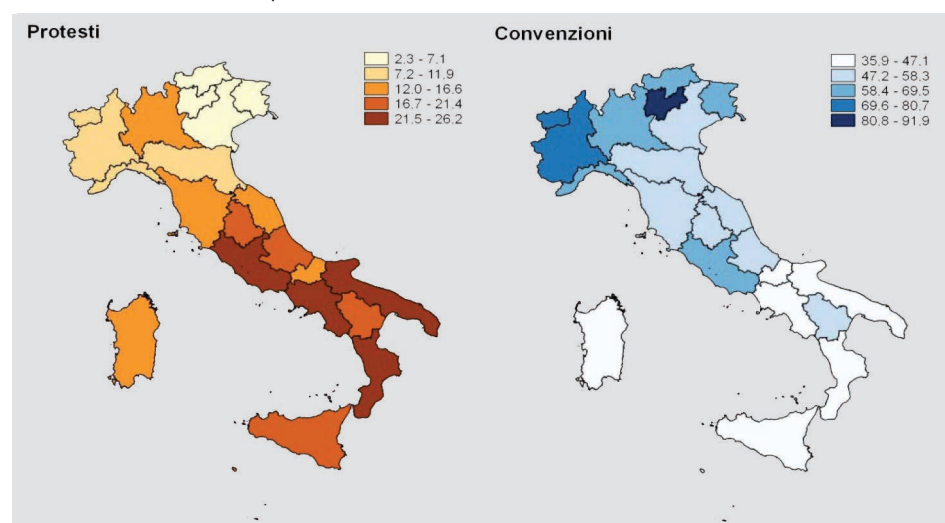 Protesti
2.3 - 7.1
7.2 - 11.9
12.0 - 16.6
16.7 - 21.4
21.5 - 26.2
Convenzioni
35.9 - 47.1
47.2 - 58.3
58.4 - 69.5
69.6 - 80.7
80.8 - 91.9